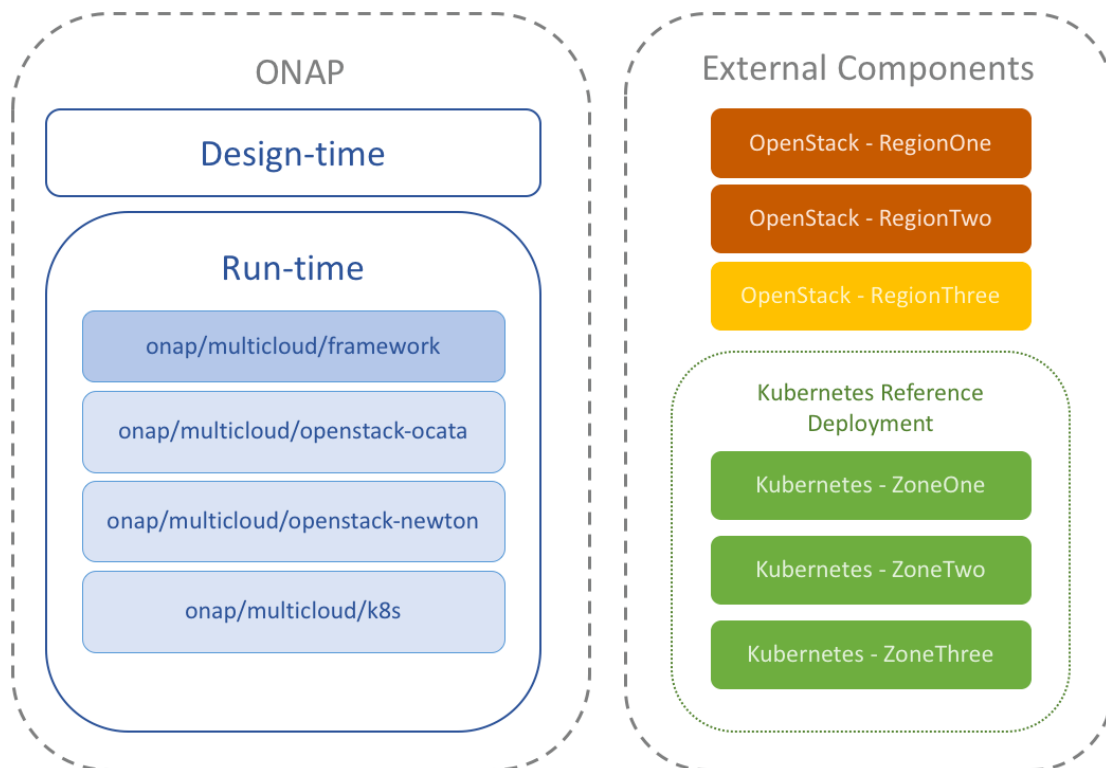 ONAP
Design-time
Run-time
onap/multicloud/framework
onap/multicloud/openstack-ocata
onap/multicloud/openstack-newton
onap/multicloud/k8s
External Components
OpenStack - RegionOne
OpenStack - RegionTwo
OpenStack - RegionThree
Kubernetes Reference
Deployment
Kubernetes - ZoneOne
Kubernetes - ZoneTwo
Kubernetes - ZoneThree